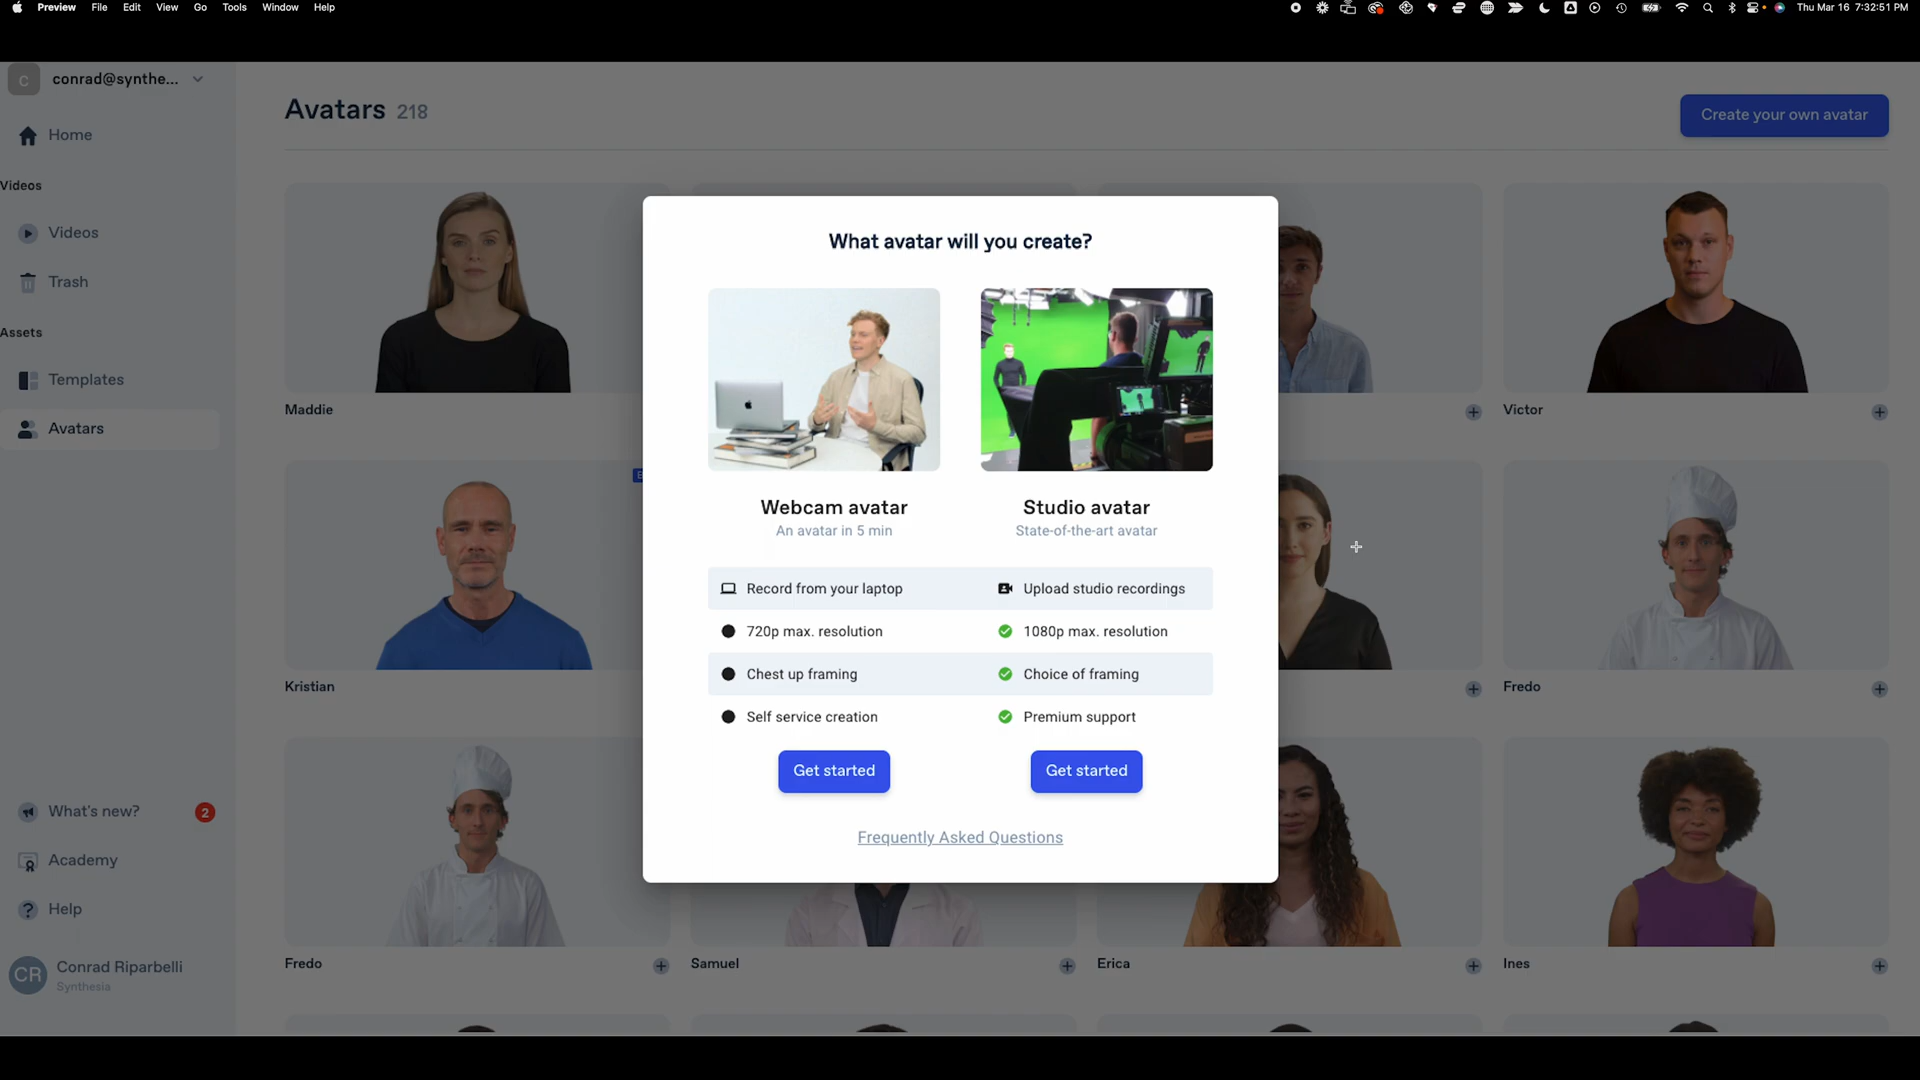 Preview File Edit View Go Tools Window Help
Thu Mar 16 7:32:51 PM
C conrad@synthe...
Home
Videos
Videos
Trash
Assets
Templates
Avatars
What's new? 2
Academy
? Help
CR Conrad Riparbelli
Synthesia
Avatars 218
Create your own avatar
Maddie
Victor
Kristian
Fredo
Fredo
Samuel
Erica
Ines
What avatar will you create?
Webcam avatar
An avatar in 5 min
Studio avatar
State-of-the-art avatar
Record from your laptop
Upload studio recordings
720p max. resolution
1080p max. resolution
Chest up framing
Choice of framing
Self service creation
Premium support
Get started
Get started
Frequently Asked Questions